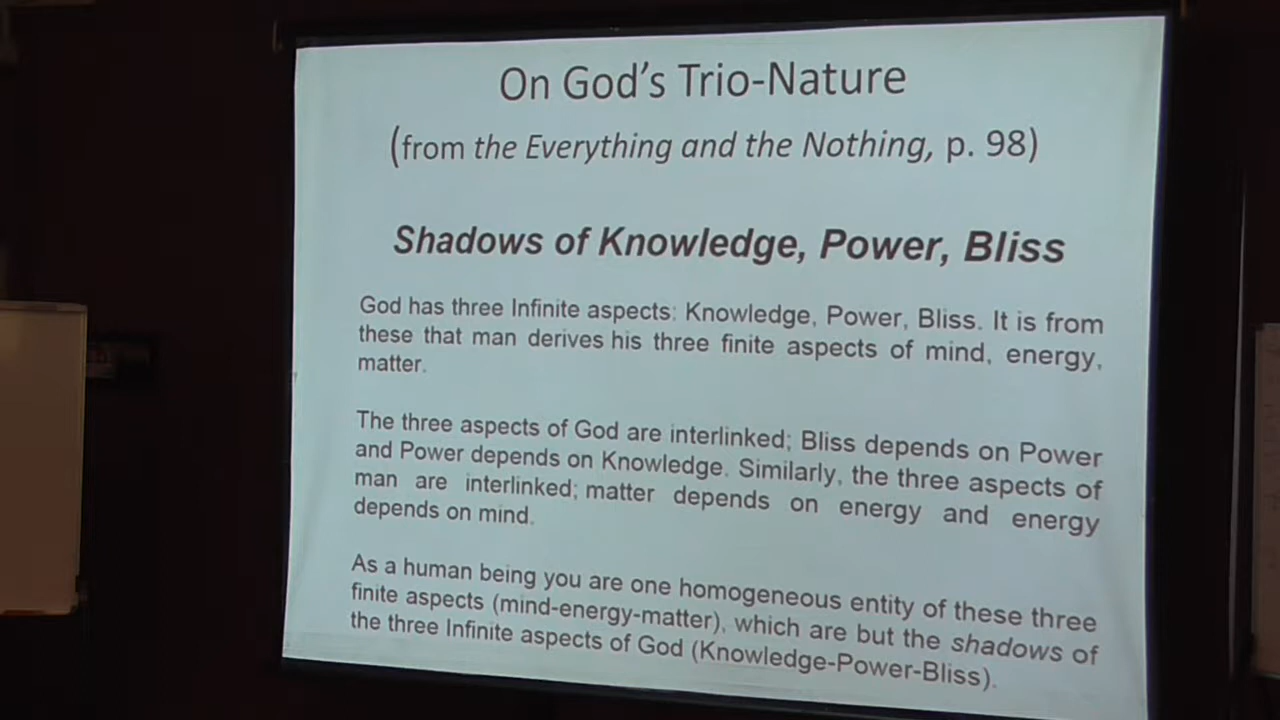 On God's Trio-Nature
(from the Everything and the Nothing, p. 98)
Shadows of Knowledge, Power, Bliss
God has three Infinite aspects: Knowledge, Power, Bliss. It is from
these that man derives his three finite aspects of mind, energy,
matter.
The three aspects of God are interlinked; Bliss depends on Power
and Power depends on Knowledge. Similarly, the three aspects of
man are interlinked; matter depends on energy and energy
depends on mind.
As a human being you are one homogeneous entity of these three
finite aspects (mind-energy-matter), which are but the shadows of
the three Infinite aspects of God (Knowledge-Power-Bliss).